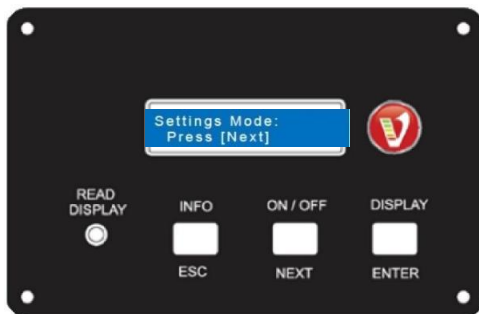 Settings Mode:
Press [Next]
READ
DISPLAY
INFO
ON / OFF
DISPLAY
ESC
NEXT
ENTER